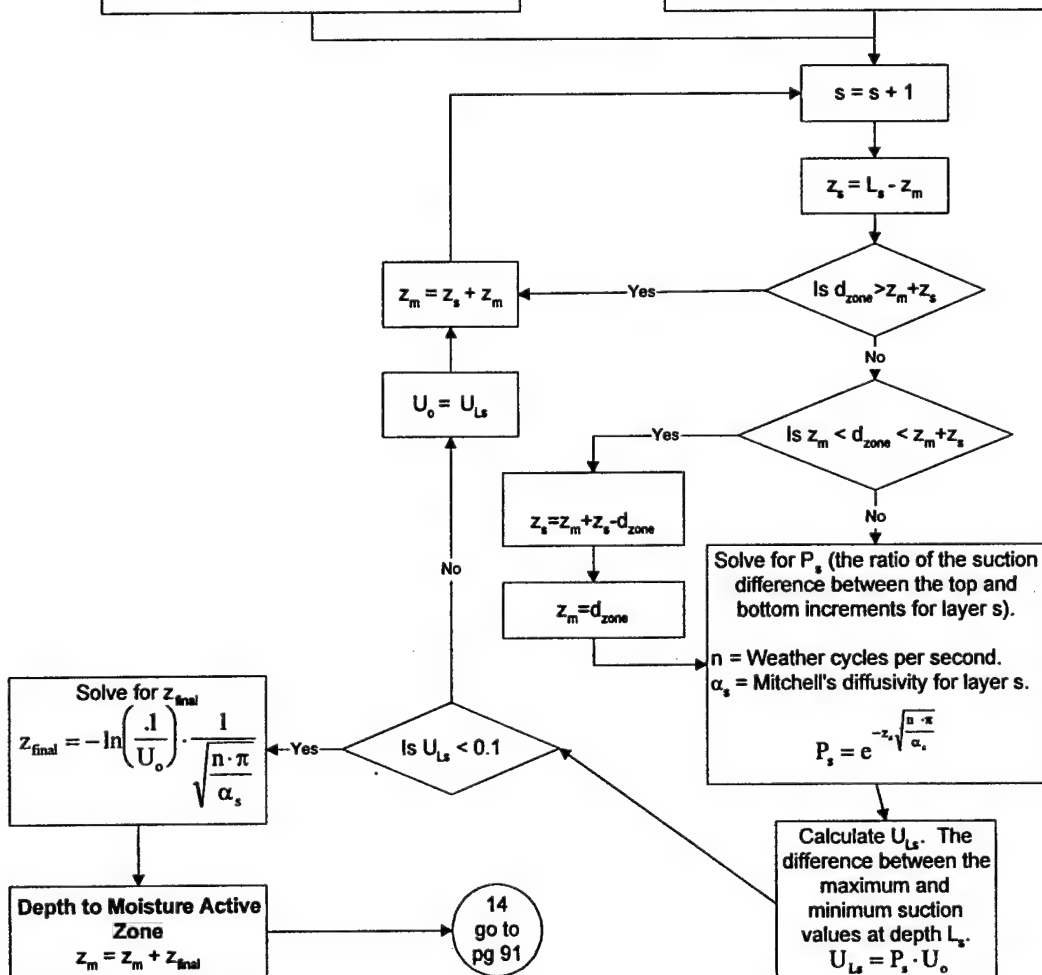 s = s + 1
z_s = L_s - z_m
Is d_zone>z_m+z_s
Yes
z_m = z_s + z_m
No
U_o = U_Ls
Is z_m < d_zone < z_m+z_s
Yes
z_s=z_m+z_s-d_zone
No
z_m=d_zone
Solve for P_s (the ratio of the suction
difference between the top and
bottom increments for layer s).
n = Weather cycles per second.
α_s = Mitchell's diffusivity for layer s.
P_s = e^(-z_s√(n·π/α_s))
No
Solve for z_final
z_final = -ln(.1/U_o)·1/√(n·π/α_s)
Yes
Is U_Ls < 0.1
Calculate U_Ls. The
difference between the
maximum and
minimum suction
values at depth L_s.
U_Ls = P_s · U_o
Depth to Moisture Active
Zone
z_m = z_m + z_final
14
go to
pg 91